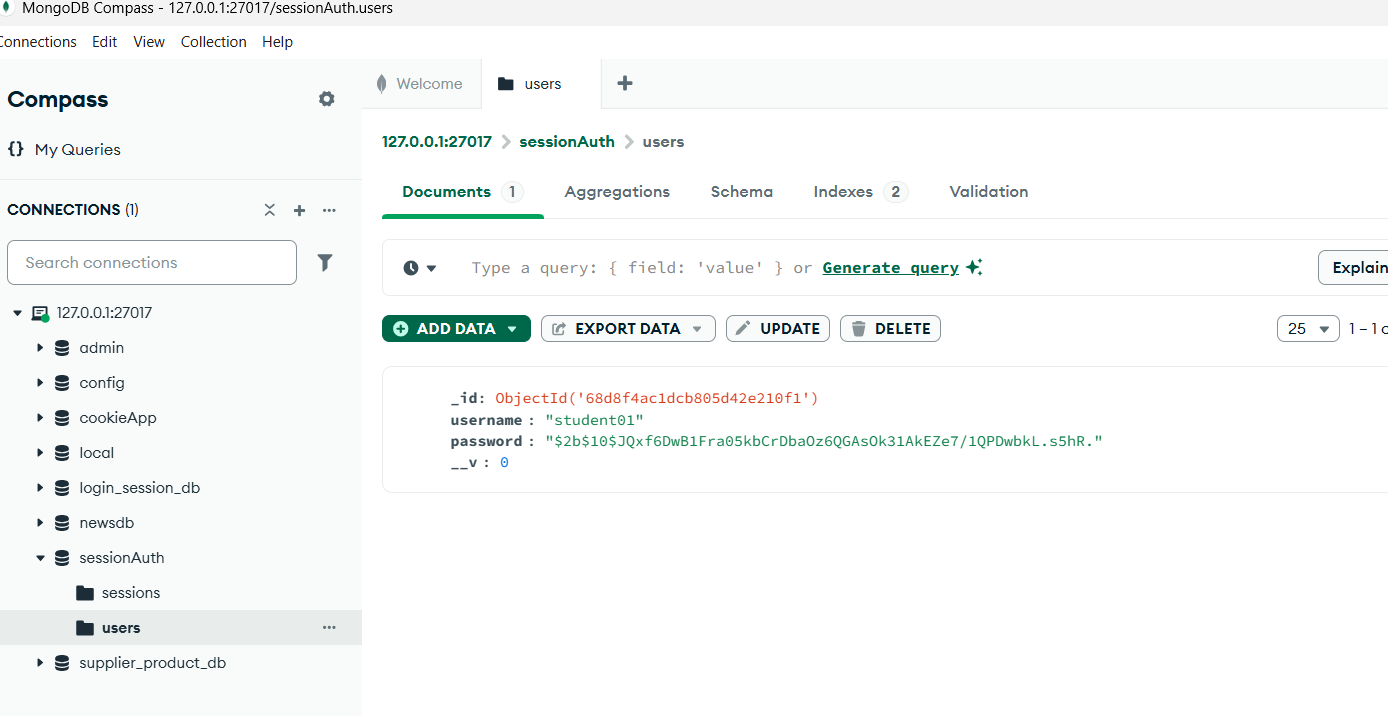 MongoDB Compass - 127.0.0.1:27017/sessionAuth.users
Connections Edit View Collection Help
Compass
{} My Queries
CONNECTIONS (1)
Search connections
127.0.0.1:27017
admin
config
cookieApp
local
login_session_db
newsdb
sessionAuth
sessions
users
supplier_product_db
Welcome
users
127.0.0.1:27017 > sessionAuth > users
Documents 1 Aggregations Schema Indexes 2 Validation
Type a query: { field: 'value' } or Generate query
Explain
ADD DATA EXPORT DATA UPDATE DELETE
25 1 – 1 o
_id: ObjectId('68d8f4ac1dcb805d42e210f1')
username : "student01"
password : "$2b$10$JQxf6DwB1Fra05kbCrDbaOz6QGAsOk31AkEZe7/1QPDwbkL.s5hR."
__v : 0